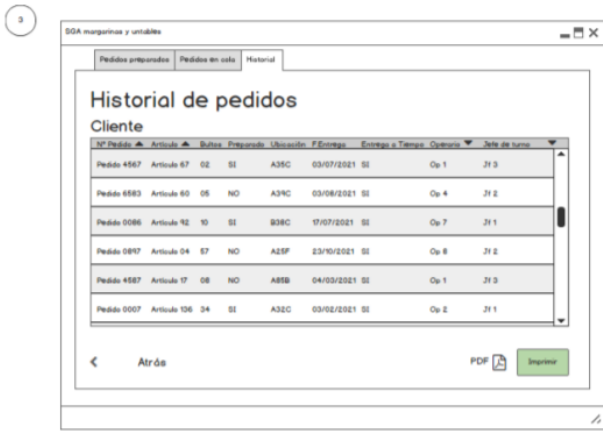 3
SGA margarinas y untables
Pedidos preparados Pedidos en cola Historial
Historial de pedidos
Cliente
Nº Pedido Artículo Bultos Preparado Ubicación F.Entrega Entrega a Tiempo Operario Jefe de turno
Pedido 4567 Artículo 67 02 SI A35C 03/07/2021 SI Op 1 Jt 3
Pedido 6583 Artículo 60 05 NO A39C 03/08/2021 SI Op 4 Jt 2
Pedido 0086 Artículo 92 10 SI B38C 17/07/2021 SI Op 7 Jt 1
Pedido 0897 Artículo 04 57 NO A25F 23/10/2021 SI Op 8 Jt 2
Pedido 4587 Artículo 17 08 NO A85B 04/03/2021 SI Op 1 Jt 3
Pedido 0007 Artículo 136 34 SI A32C 03/02/2021 SI Op 2 Jt 1
Atrás PDF Imprimir